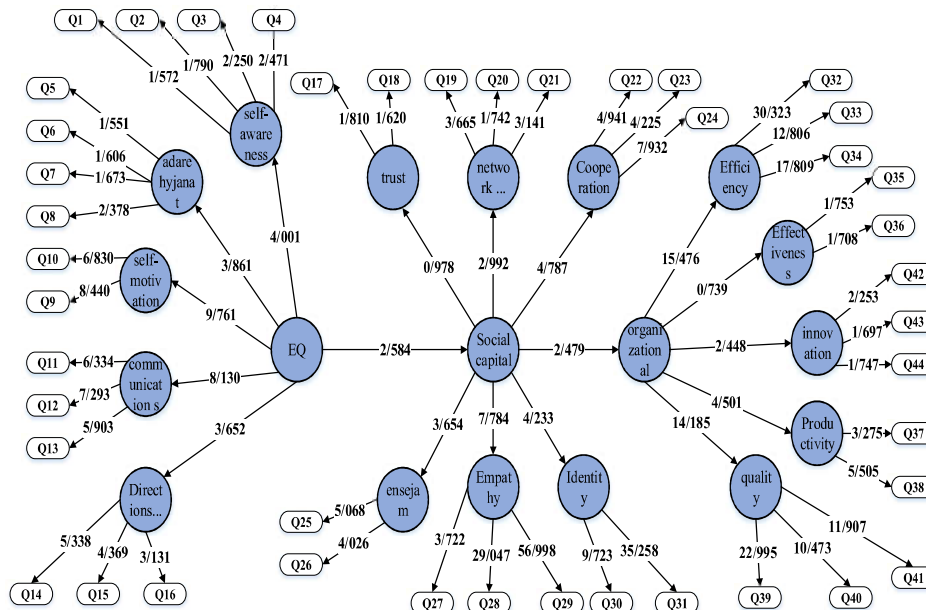 Q1
Q2
Q3
Q4
1/572
1/790
2/250
2/471
self-
aware
ness
Q5
Q6
Q7
Q8
1/551
1/606
1/673
2/378
adare
hyjana
t
Q10
Q9
6/830
8/440
self-
motivat
ion
Q11
Q12
Q13
6/334
7/293
5/903
com
munica
tion s
Q14
Q15
Q16
5/338
4/369
3/131
Direct
ions...
4/001
3/861
9/761
8/130
3/652
EQ
2/584
Q17
Q18
1/810
1/620
trust
Q19
Q20
Q21
3/665
1/742
3/141
netwo
rk ...
Q22
Q23
Q24
4/941
4/225
7/932
Coope
ration
0/978
2/992
4/787
Social
capital
2/479
3/654
7/784
4/233
enseja
m
5/068
4/026
Q25
Q26
Empat
hy
3/722
29/047
56/998
Q27
Q28
Q29
Identi
ty
9/723
35/258
Q30
Q31
organi
zation
al
15/476
0/739
2/448
4/501
14/185
Efficie
ncy
30/323
12/806
17/809
Q32
Q33
Q34
Effect
ivenes
s
1/753
1/708
Q35
Q36
innov
ation
2/253
1/697
1/747
Q42
Q43
Q44
Produ
ctivity
3/275
5/505
Q37
Q38
qualit
y
22/995
10/473
11/907
Q39
Q40
Q41